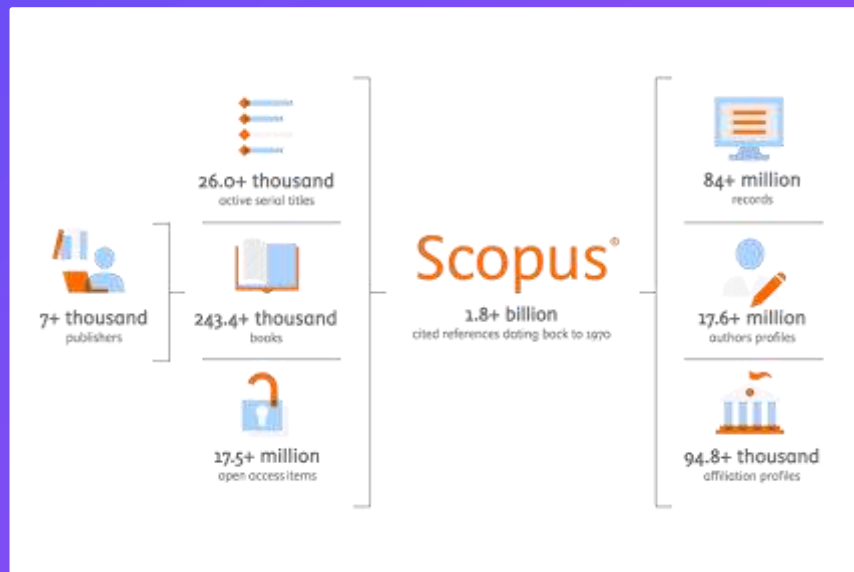 7+ thousand
publishers
26.0+ thousand
active serial titles
243.4+ thousand
books
17.5+ million
open access items
Scopus®
1.8+ billion
cited references dating back to 1970
84+ million
records
17.6+ million
authors profiles
94.8+ thousand
affiliation profiles